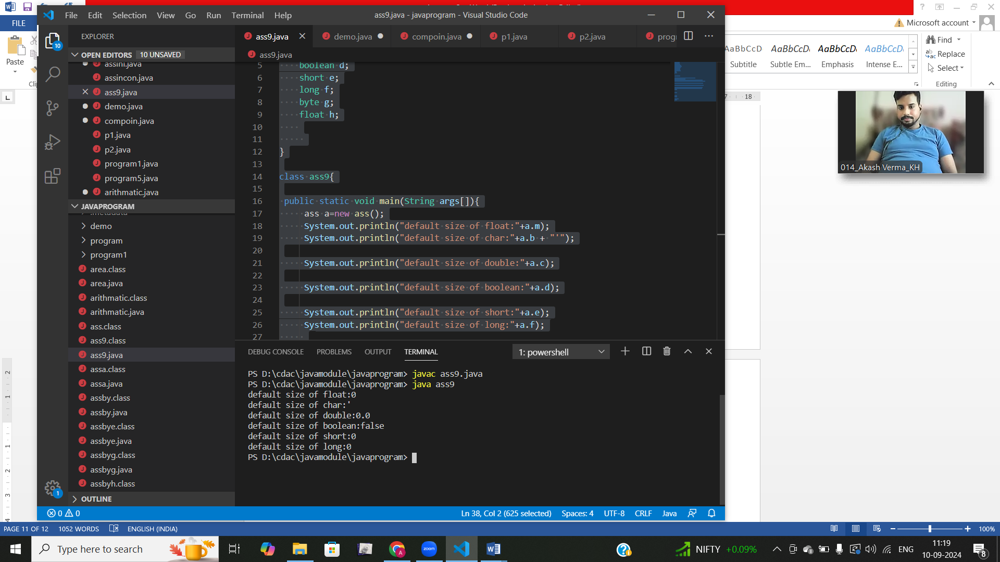 File Edit Selection View Go Run Terminal Help
ass9.java - javaprogram - Visual Studio Code
FILE
Paste
EXPLORER
OPEN EDITORS 10 UNSAVED
assini.java
assincon.java
ass9.java
demo.java
compoin.java
p1.java
p2.java
program1.java
program5.java
arithmatic.java
JAVAPROGRAM
.metadata
demo
program
program1
area.class
area.java
arithmatic.class
arithmatic.java
ass.class
ass9.class
ass9.java
assa.class
assa.java
assby.class
assby.java
assbye.class
assbye.java
assbyg.class
assbyg.java
assbyh.class
OUTLINE
10
1
ass9.java demo.java compoin.java p1.java p2.java progr
ass9.java
5 boolean d;
6 short e;
7 long f;
8 byte g;
9 float h;
10
11
12 }
13
14 class ass9{
15
16 public static void main(String args[]){
17 ass a=new ass();
18 System.out.println("default size of float:"+a.m);
19 System.out.println("default size of char:"+a.b + "'");
20
21 System.out.println("default size of double:"+a.c);
22
23 System.out.println("default size of boolean:"+a.d);
24
25 System.out.println("default size of short:"+a.e);
26 System.out.println("default size of long:"+a.f);
27
DEBUG CONSOLE PROBLEMS OUTPUT TERMINAL 1: powershell
PS D:\cdac\javamodule\javaprogram> javac ass9.java
PS D:\cdac\javamodule\javaprogram> java ass9
default size of float:0
default size of char:'
default size of double:0.0
default size of boolean:false
default size of short:0
default size of long:0
PS D:\cdac\javamodule\javaprogram>
0 0 Ln 38, Col 2 (625 selected) Spaces: 4 UTF-8 CRLF Java
Microsoft account
AaBbCcD AaBbCcD AaBbCcD AaBbCcD
Subtitle Subtle Em... Emphasis Intense E...
Find
Replace
Select
Editing
18
014_Akash Verma_KH
PAGE 11 OF 12 1052 WORDS ENGLISH (INDIA) 100%
Type here to search
zoom
NIFTY +0.09%
ENG
11:19
10-09-2024
8